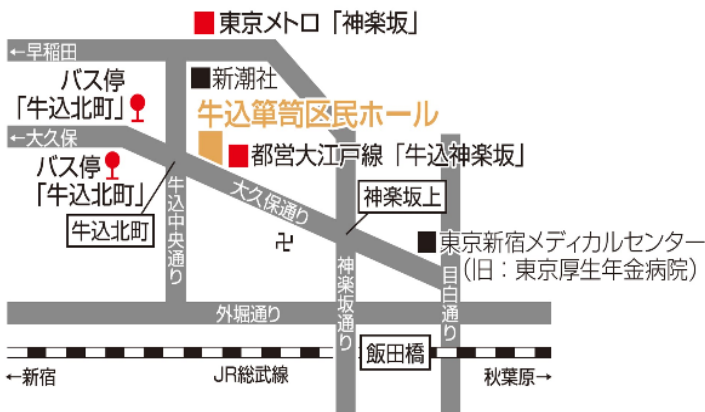 東京メトロ「神楽坂」
←早稲田
早稲田通り
バス停
「牛込北町」
■新潮社
牛込箪笥区民ホール
←大久保
都営大江戸線「牛込神楽坂」
バス停
「牛込北町」
牛込北町
牛込中央通り
大久保通り
神楽坂上
東京新宿メディカルセンター
（旧：東京厚生年金病院）
神楽坂通り
目白通り
外堀通り
飯田橋
←新宿
JR総武線
秋葉原→